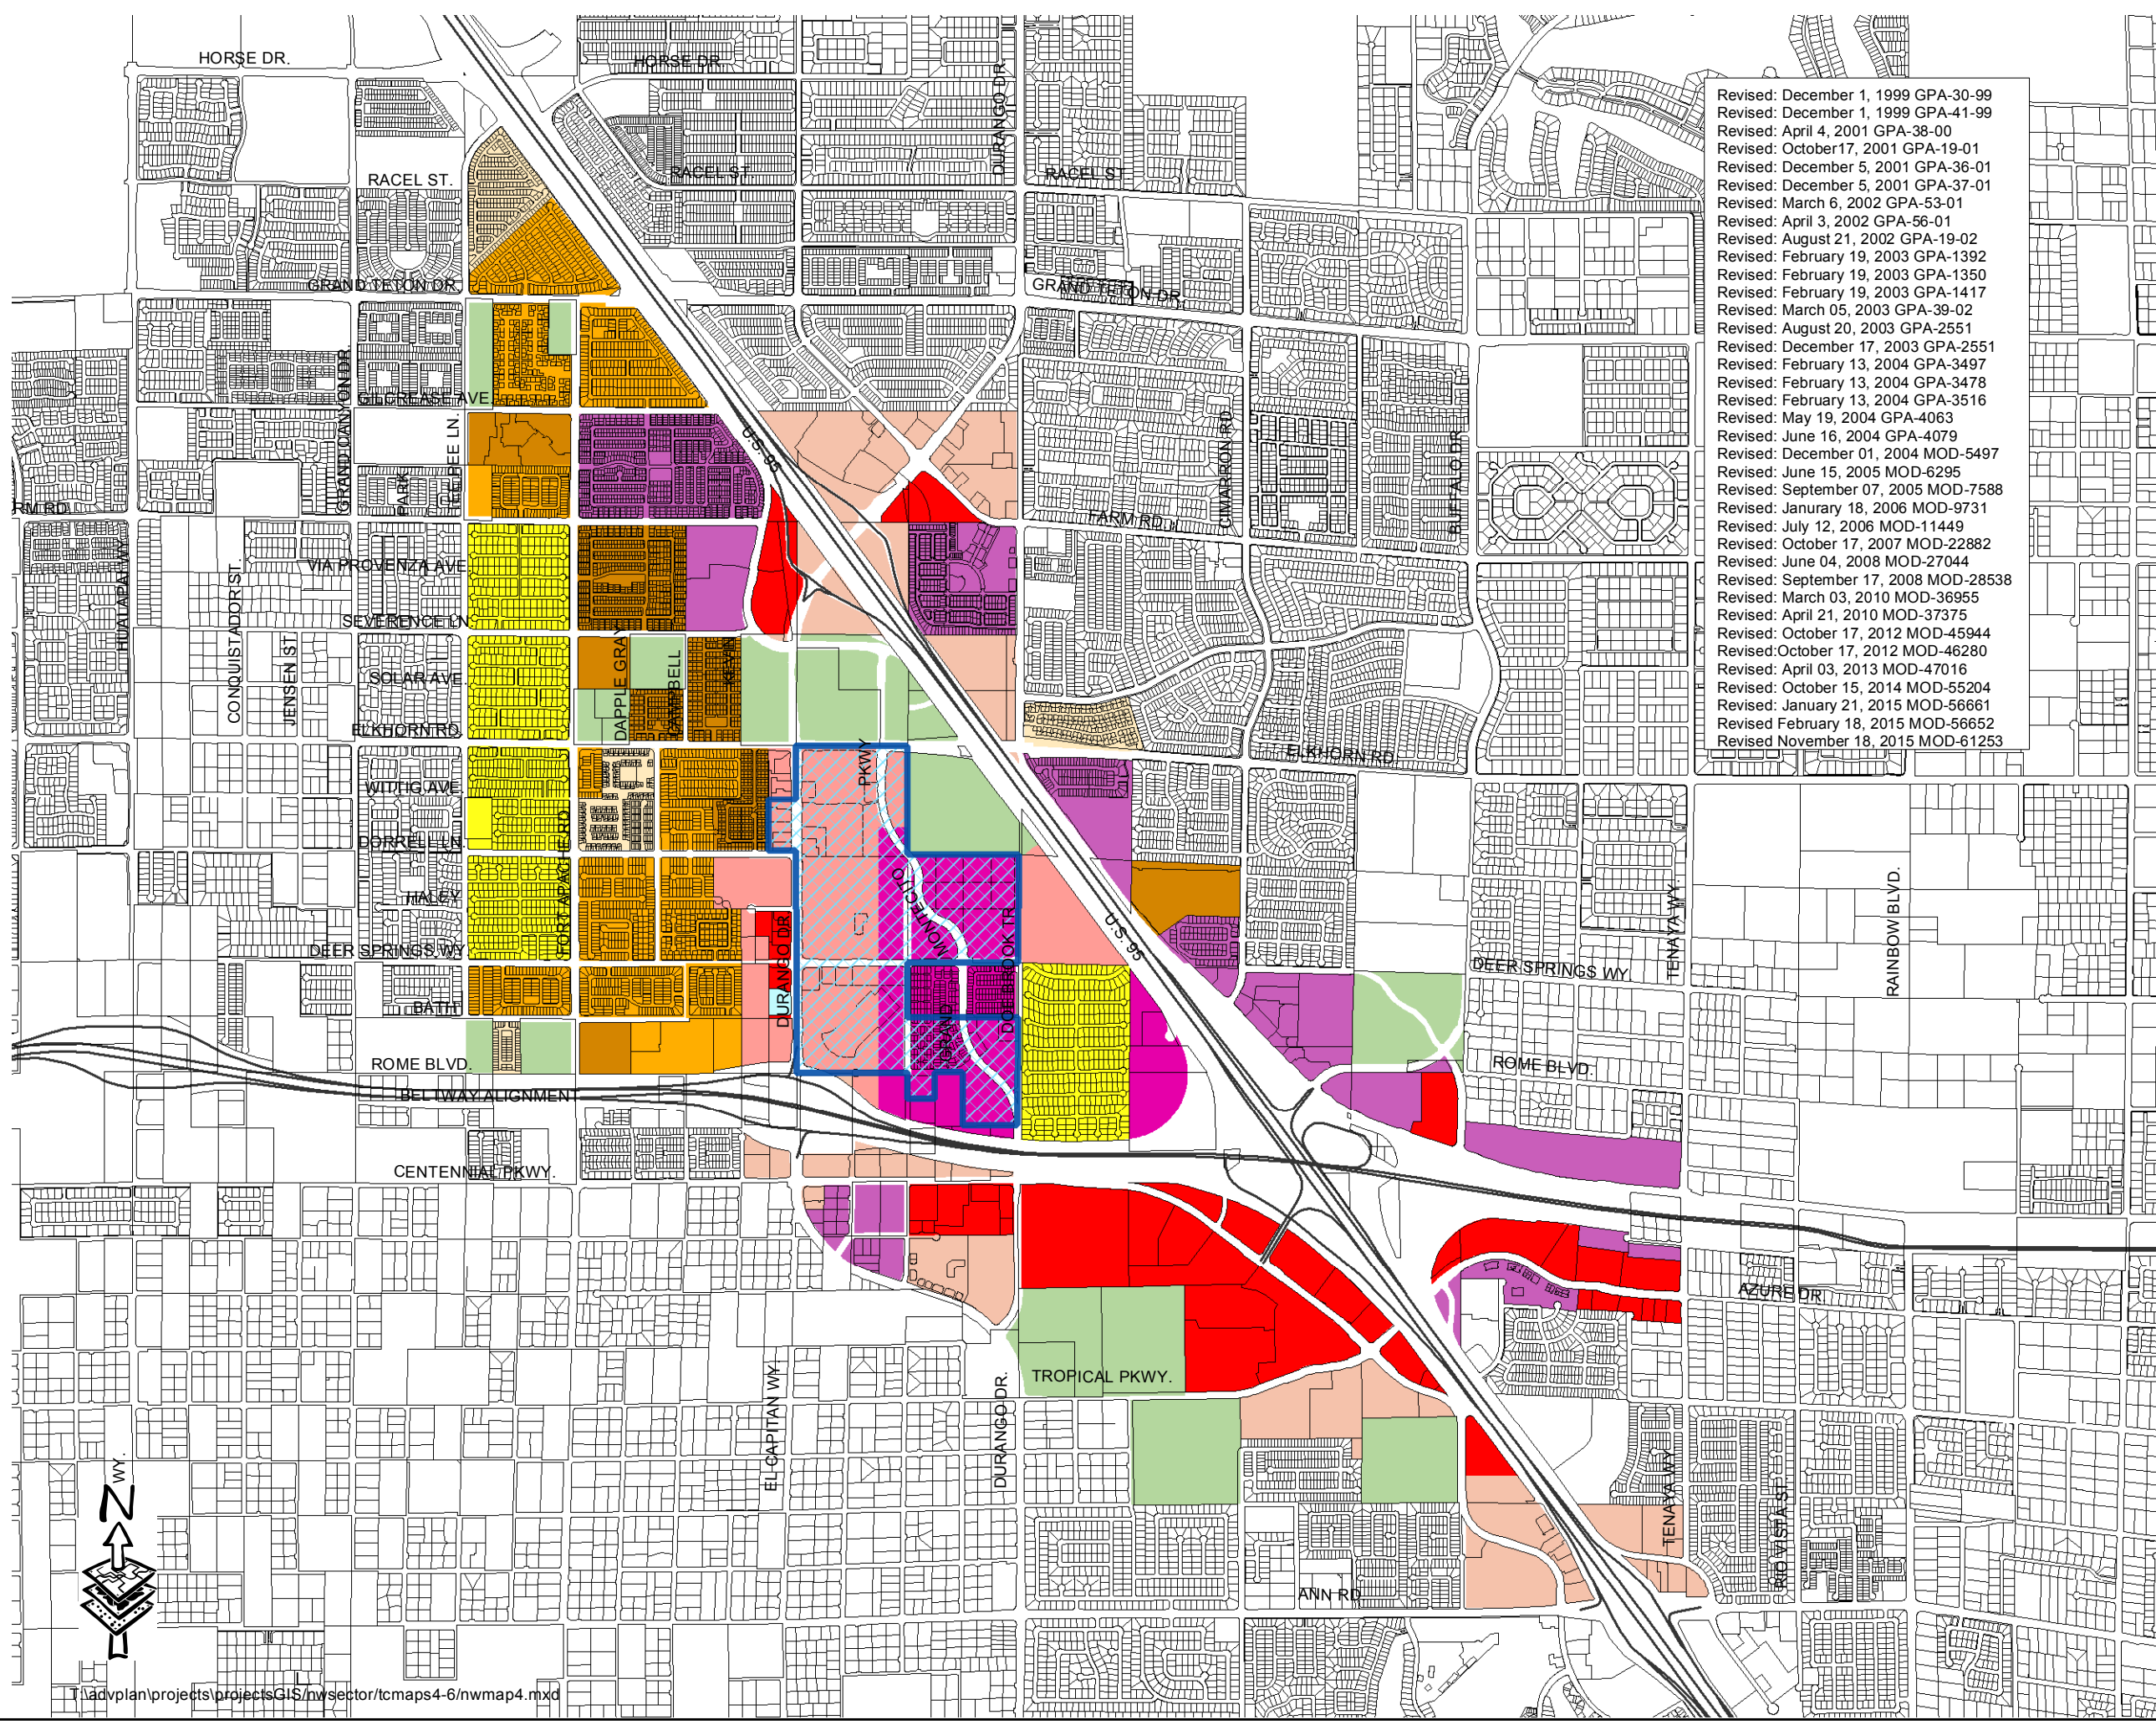 HORSE DR.
HORSE DR.
DURANGO DR.
RACEL ST.
RACEL ST.
RACEL ST
GRAND TETON DR.
GRAND TETON DR.
GRAND CANYON DR.
GILCREASE AVE.
TEE PEE LN.
PARK
U.S. 95
CIMARRON RD.
BUFFALO DR.
RM RD.
FARM RD.
HUALAPAI WY.
CONQUISTADOR ST.
JENSEN ST.
VIA PROVENZA AVE.
SEVERENCE LN.
SOLAR AVE.
ELKHORN RD.
DAPPLE GRAY
CAMPBELL
KEVIN
ELKHORN RD.
WITTIG AVE.
DORRELL LN.
HALEY
FORT APACHE RD.
DEER SPRINGS WY.
BATH
PKWY
MONTECITO
GRAND
DURANGO DR.
DOE BROOK TR.
U.S. 95
DEER SPRINGS WY.
TENAYA WY.
RAINBOW BLVD.
ROME BLVD.
ROME BLVD.
BELTWAY ALIGNMENT
CENTENNIAL PKWY.
AZURE DR.
TROPICAL PKWY.
EL CAPITAN WY.
DURANGO DR.
TENAYA WY.
RIO VISTA ST.
ANN RD.
WY.
N
Revised: December 1, 1999 GPA-30-99
Revised: December 1, 1999 GPA-41-99
Revised: April 4, 2001 GPA-38-00
Revised: October17, 2001 GPA-19-01
Revised: December 5, 2001 GPA-36-01
Revised: December 5, 2001 GPA-37-01
Revised: March 6, 2002 GPA-53-01
Revised: April 3, 2002 GPA-56-01
Revised: August 21, 2002 GPA-19-02
Revised: February 19, 2003 GPA-1392
Revised: February 19, 2003 GPA-1350
Revised: February 19, 2003 GPA-1417
Revised: March 05, 2003 GPA-39-02
Revised: August 20, 2003 GPA-2551
Revised: December 17, 2003 GPA-2551
Revised: February 13, 2004 GPA-3497
Revised: February 13, 2004 GPA-3478
Revised: February 13, 2004 GPA-3516
Revised: May 19, 2004 GPA-4063
Revised: June 16, 2004 GPA-4079
Revised: December 01, 2004 MOD-5497
Revised: June 15, 2005 MOD-6295
Revised: September 07, 2005 MOD-7588
Revised: Janurary 18, 2006 MOD-9731
Revised: July 12, 2006 MOD-11449
Revised: October 17, 2007 MOD-22882
Revised: June 04, 2008 MOD-27044
Revised: September 17, 2008 MOD-28538
Revised: March 03, 2010 MOD-36955
Revised: April 21, 2010 MOD-37375
Revised: October 17, 2012 MOD-45944
Revised:October 17, 2012 MOD-46280
Revised: April 03, 2013 MOD-47016
Revised: October 15, 2014 MOD-55204
Revised: January 21, 2015 MOD-56661
Revised February 18, 2015 MOD-56652
Revised November 18, 2015 MOD-61253
T:\advplan\projects\projectsGIS/nwsector/tcmaps4-6/nwmap4.mxd